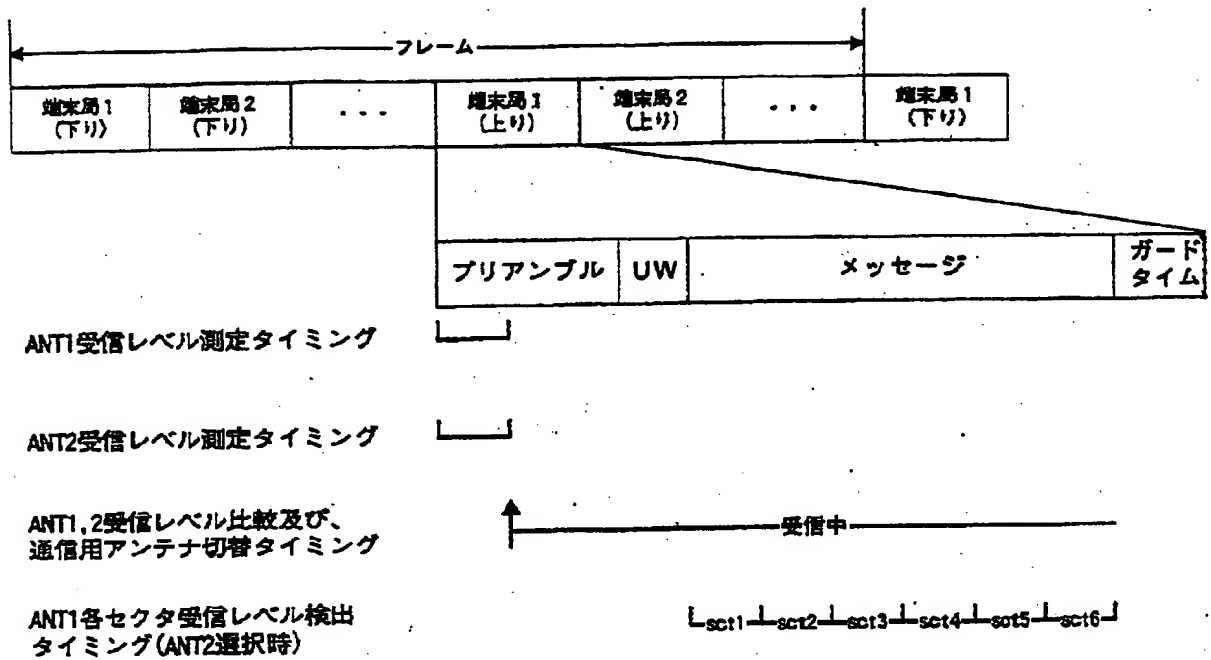 フレーム
端末局1 端末局2 ・・・ 端末局1 端末局2 ・・・ 端末局1
(下り) (下り) (上り) (上り) (下り)
プリアンブル UW メッセージ ガード
タイム
ANT1受信レベル測定タイミング
ANT2受信レベル測定タイミング
ANT1,2受信レベル比較及び、
通信用アンテナ切替タイミング
受信中
ANT1各セクタ受信レベル検出
タイミング(ANT2選択時)
sct1 sct2 sct3 sct4 sct5 sct6